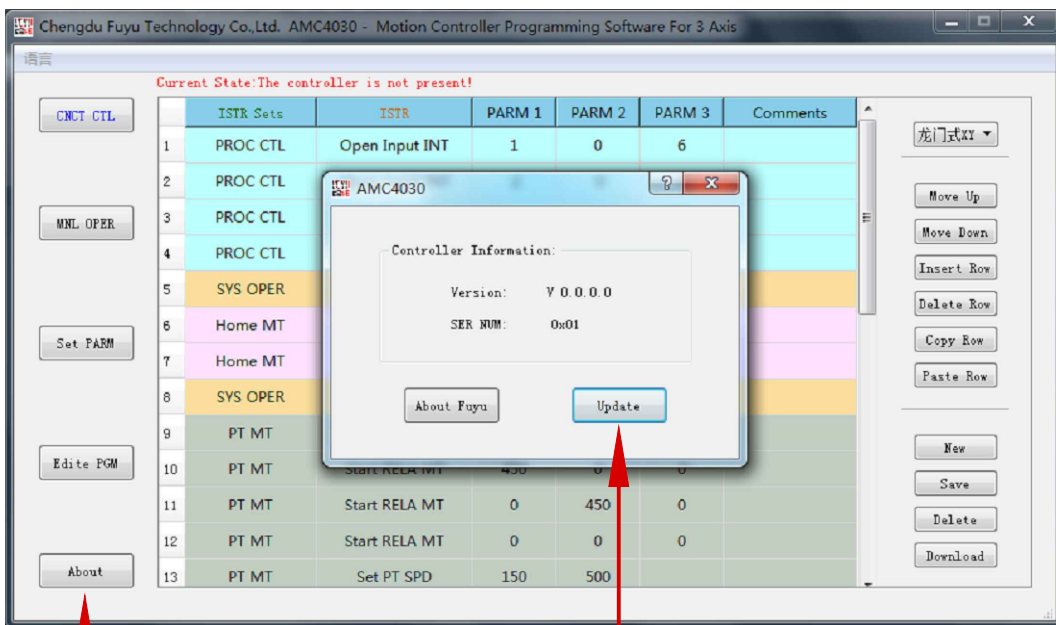 Chengdu Fuyu Technology Co.,Ltd. AMC4030 - Motion Controller Programming Software For 3 Axis
语言
Current State:The controller is not present!
CNCT CTL
MNL OPER
Set PARM
Edite PGM
About
ISTR Sets ISTR PARM 1 PARM 2 PARM 3 Comments
1 PROC CTL Open Input INT 1 0 6
2 PROC CTL
3 PROC CTL
4 PROC CTL
5 SYS OPER
6 Home MT
7 Home MT
8 SYS OPER
9 PT MT
10 PT MT Start RELA MT 450 0 0
11 PT MT Start RELA MT 0 450 0
12 PT MT Start RELA MT 0 0 0
13 PT MT Set PT SPD 150 500
AMC4030
Controller Information:
Version: V 0.0.0.0
SER NUM: 0x01
About Fuyu
Update
龙门式XY
Move Up
Move Down
Insert Row
Delete Row
Copy Row
Paste Row
New
Save
Delete
Download